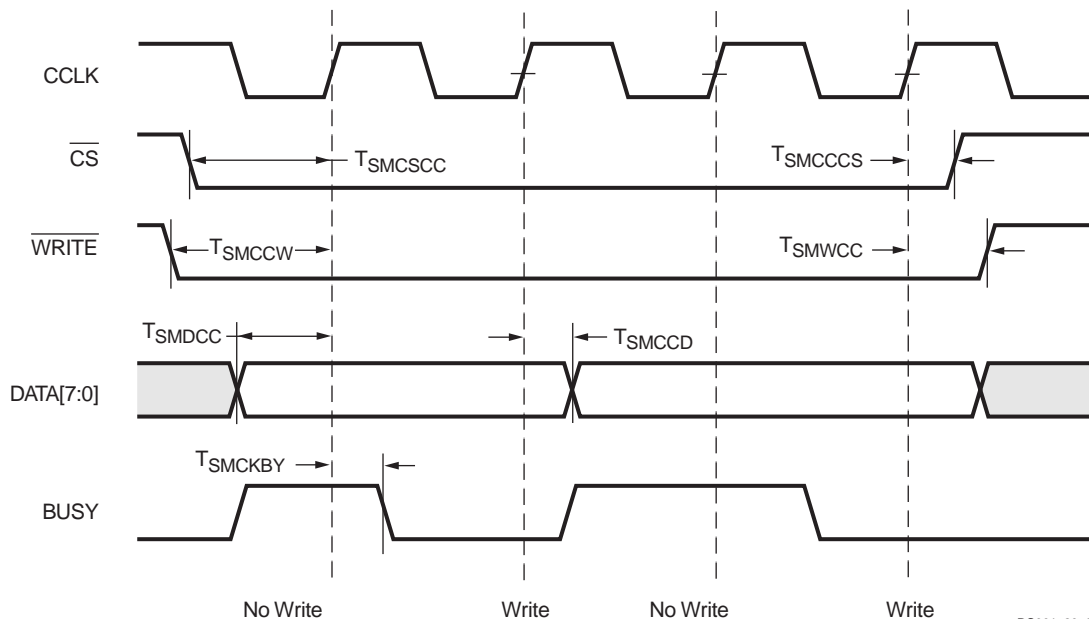 CCLK
CS
TSMCSCC
TSMCCCS
WRITE
TSMCCW
TSMWCC
TSMDCC
TSMCCD
DATA[7:0]
TSMCKBY
BUSY
No Write
Write
No Write
Write